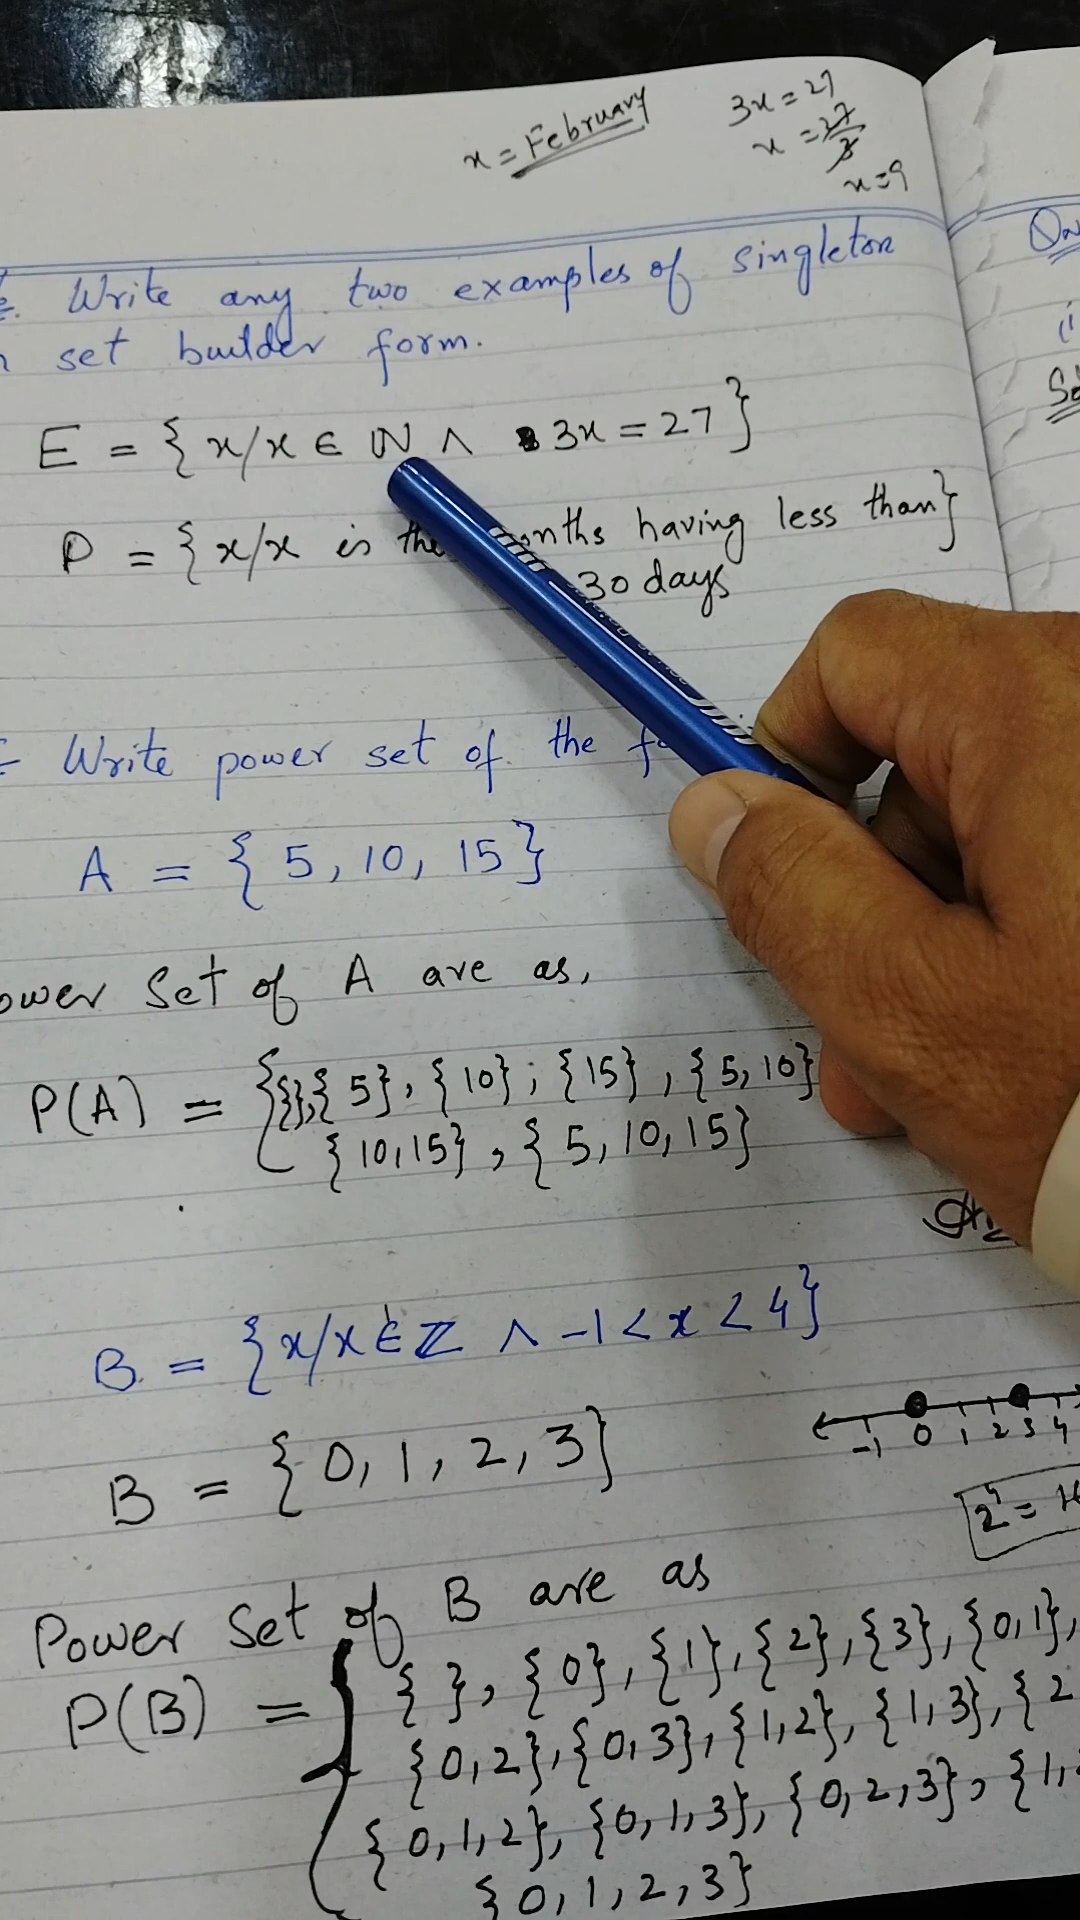 x = February
3x = 27
x = 27/3
x = 9
Write any two examples of singleton
set builder form.
E = { x/x ∈ ℕ ∧ 3x = 27 }
P = { x/x is the months having less than }
30 days
Write power set of the
A = { 5, 10, 15 }
Set of A are as,
P(A) = { { }, { 5 }, { 10 } ; { 15 } , { 5, 10 }
{ 10, 15 } , { 5, 10, 15 }
B = { x/x ∈ ℤ ∧ -1 < x < 4 }
B = { 0, 1, 2, 3 }
-1 0 1 2 3 4
Power Set of B are as
P(B) = { { }, { 0 }, { 1 }, { 2 }, { 3 }, { 0, 1 },
{ 0, 2 }, { 0, 3 }, { 1, 2 }, { 1, 3 }, { 2
{ 0, 1, 2 }, { 0, 1, 3 }, { 0, 2, 3 }, { 1,
{ 0, 1, 2, 3 }